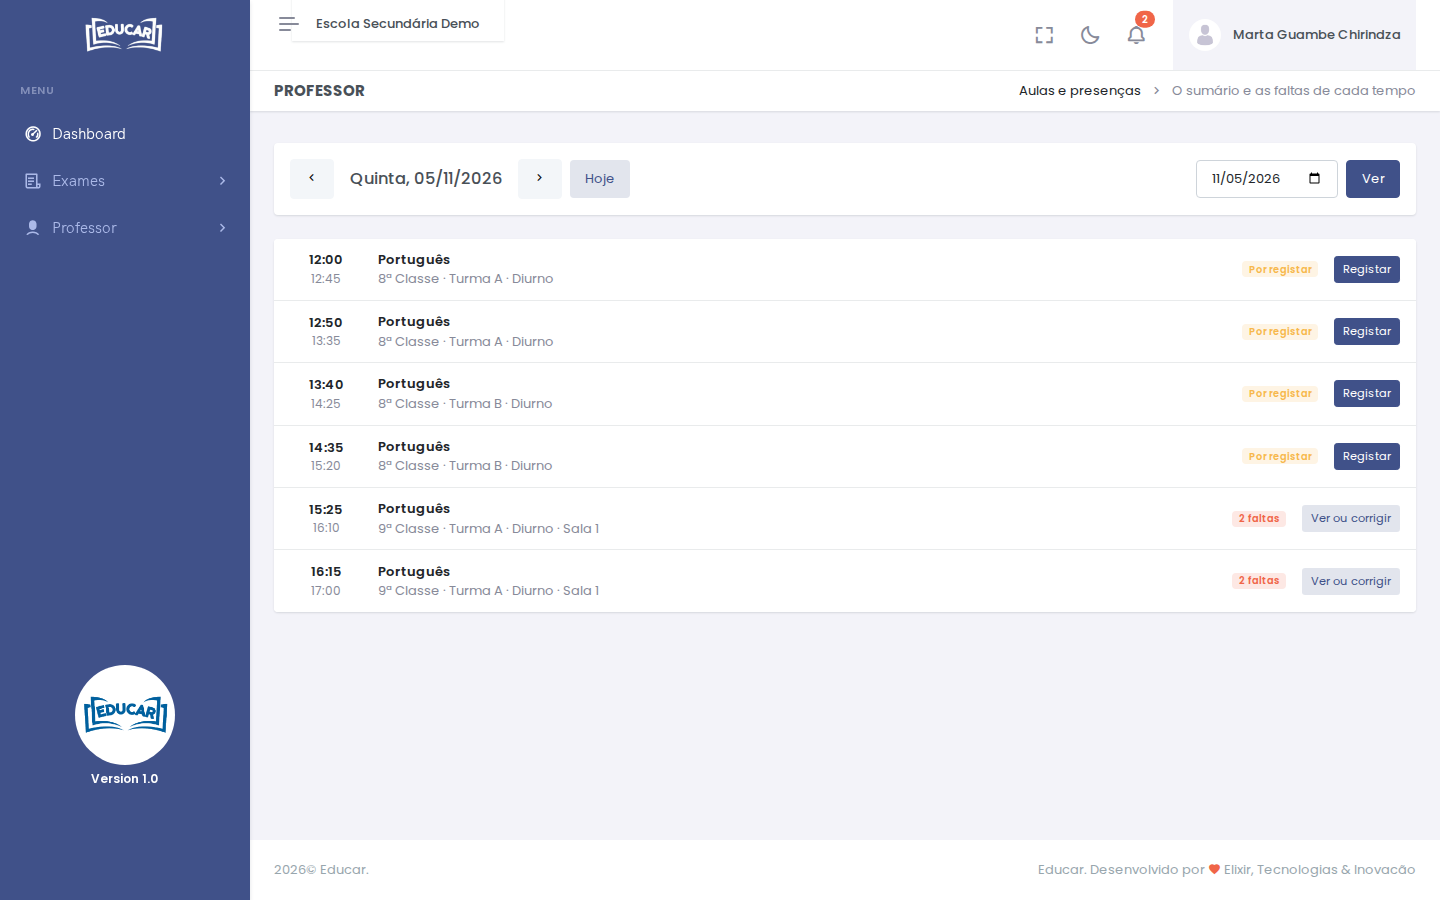 EDUCAR
Escola Secundária Demo
2
Marta Guambe Chirindza
MENU
Dashboard
Exames
Professor
PROFESSOR
Aulas e presenças > O sumário e as faltas de cada tempo
Quinta, 05/11/2026
Hoje
11/05/2026
Ver
12:00 Português Por registar Registar
12:45 8ª Classe · Turma A · Diurno
12:50 Português Por registar Registar
13:35 8ª Classe · Turma A · Diurno
13:40 Português Por registar Registar
14:25 8ª Classe · Turma B · Diurno
14:35 Português Por registar Registar
15:20 8ª Classe · Turma B · Diurno
15:25 Português 2 faltas Ver ou corrigir
16:10 9ª Classe · Turma A · Diurno · Sala 1
16:15 Português 2 faltas Ver ou corrigir
17:00 9ª Classe · Turma A · Diurno · Sala 1
EDUCAR
Version 1.0
2026© Educar.
Educar. Desenvolvido por ❤ Elixir, Tecnologias & Inovacão